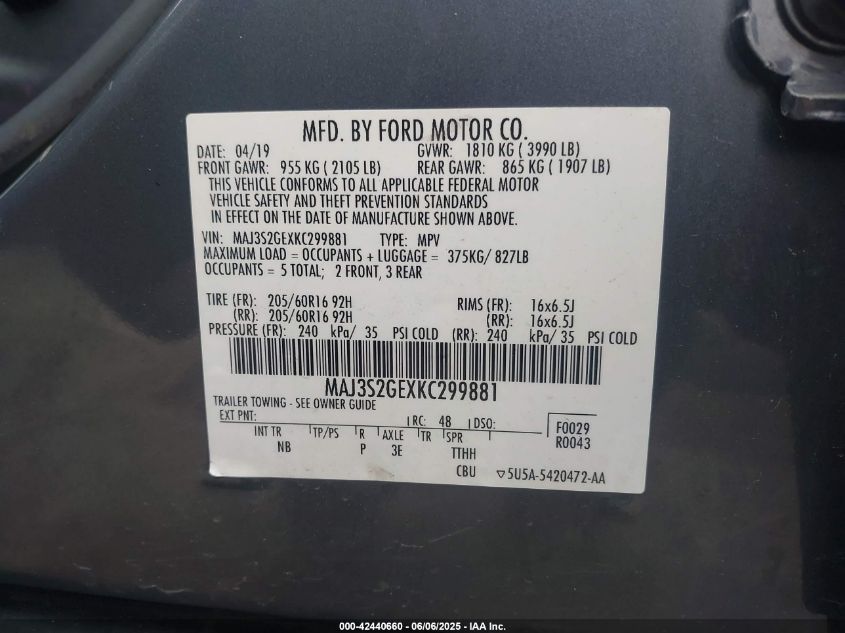 MFD. BY FORD MOTOR CO.
DATE: 04/19 GVWR: 1810 KG ( 3990 LB)
FRONT GAWR: 955 KG ( 2105 LB) REAR GAWR: 865 KG ( 1907 LB)
THIS VEHICLE CONFORMS TO ALL APPLICABLE FEDERAL MOTOR
VEHICLE SAFETY AND THEFT PREVENTION STANDARDS
IN EFFECT ON THE DATE OF MANUFACTURE SHOWN ABOVE.
VIN: MAJ3S2GEXKC299881 TYPE: MPV
MAXIMUM LOAD = OCCUPANTS + LUGGAGE = 375KG/ 827LB
OCCUPANTS = 5 TOTAL; 2 FRONT, 3 REAR
TIRE (FR): 205/60R16 92H RIMS (FR): 16x6.5J
(RR): 205/60R16 92H (RR): 16x6.5J
PRESSURE (FR): 240 kPa/ 35 PSI COLD (RR): 240 kPa/ 35 PSI COLD
MAJ3S2GEXKC299881
TRAILER TOWING - SEE OWNER GUIDE
EXT PNT: RC: 48 DSO: F0029
R0043
INT TR TP/PS R AXLE TR SPR
NB P 3E TTHH
CBU ▽5U5A-5420472-AA
000-42440660 - 06/06/2025 - IAA Inc.